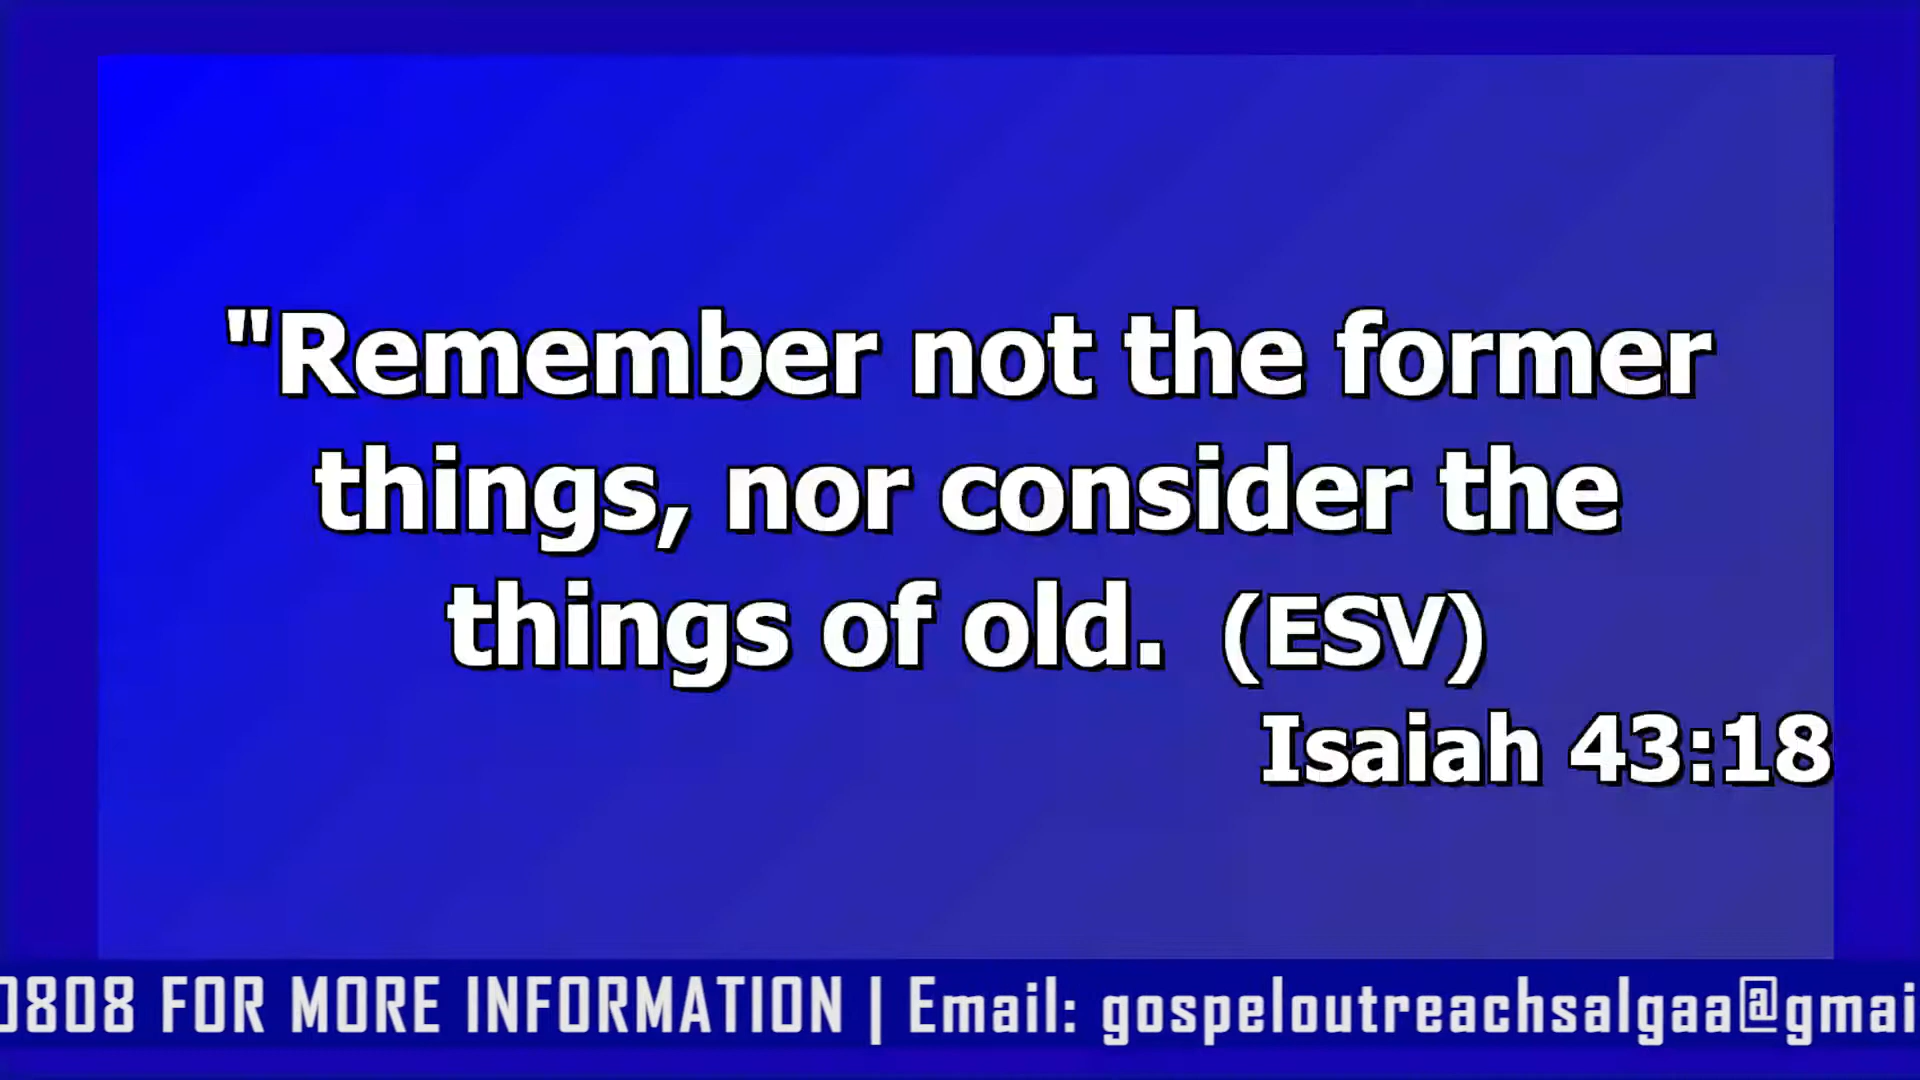 "Remember not the former
things, nor consider the
things of old. (ESV)
Isaiah 43:18
0808 FOR MORE INFORMATION | Email: gospeloutreachsalgaa@gmai